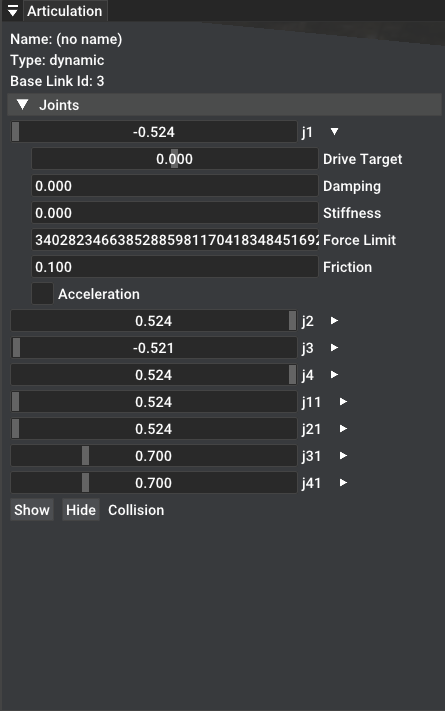 Articulation
Name: (no name)
Type: dynamic
Base Link Id: 3
Joints
-0.524 j1
0.000 Drive Target
0.000 Damping
0.000 Stiffness
34028234663852885981170418348451692 Force Limit
0.100 Friction
Acceleration
0.524 j2
-0.521 j3
0.524 j4
0.524 j11
0.524 j21
0.700 j31
0.700 j41
Show Hide Collision